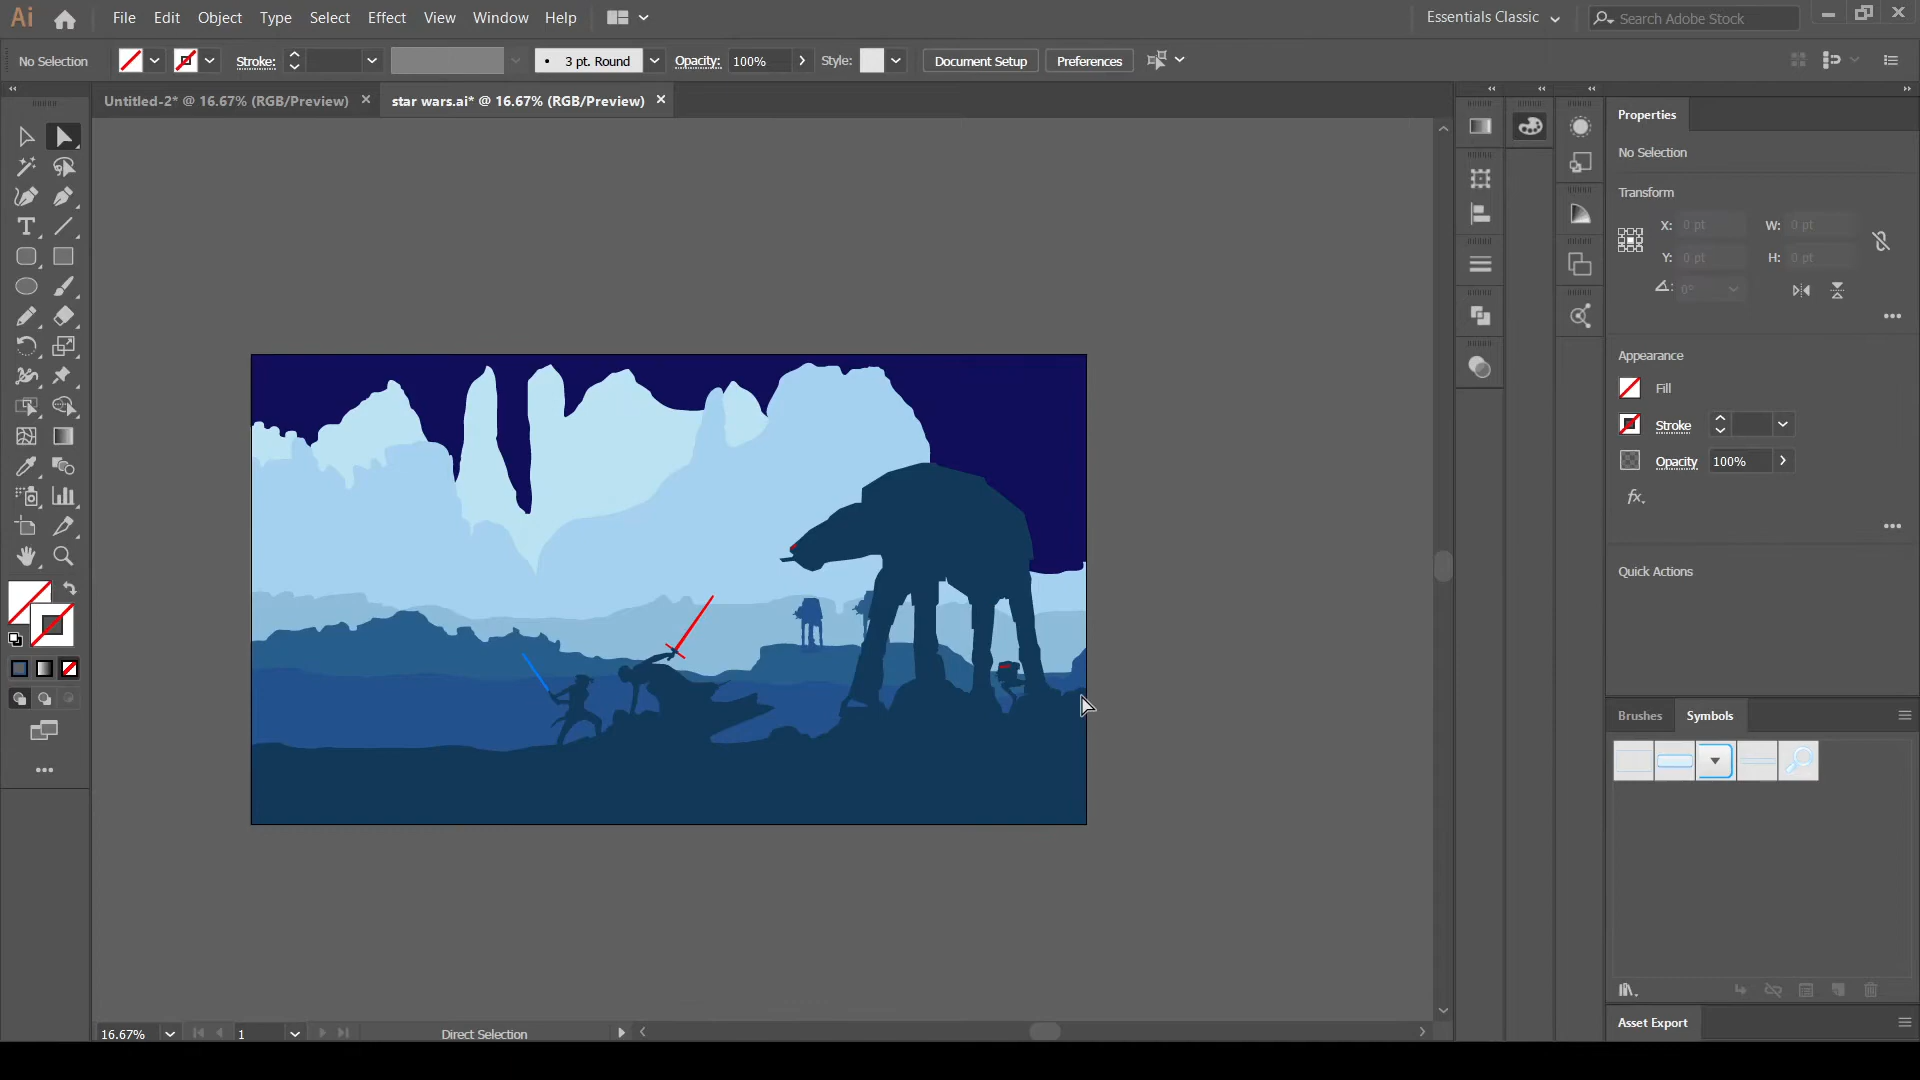 Ai File Edit Object Type Select Effect View Window Help Essentials Classic Search Adobe Stock
No Selection Stroke: 3 pt. Round Opacity: 100% Style: Document Setup Preferences
Untitled-2* @ 16.67% (RGB/Preview) star wars.ai* @ 16.67% (RGB/Preview)
Properties
No Selection
Transform
X: 0 pt W: 0 pt
Y: 0 pt H: 0 pt
0°
Appearance
Fill
Stroke
Opacity 100%
fx.
Quick Actions
Brushes Symbols
Asset Export
16.67% 1 Direct Selection